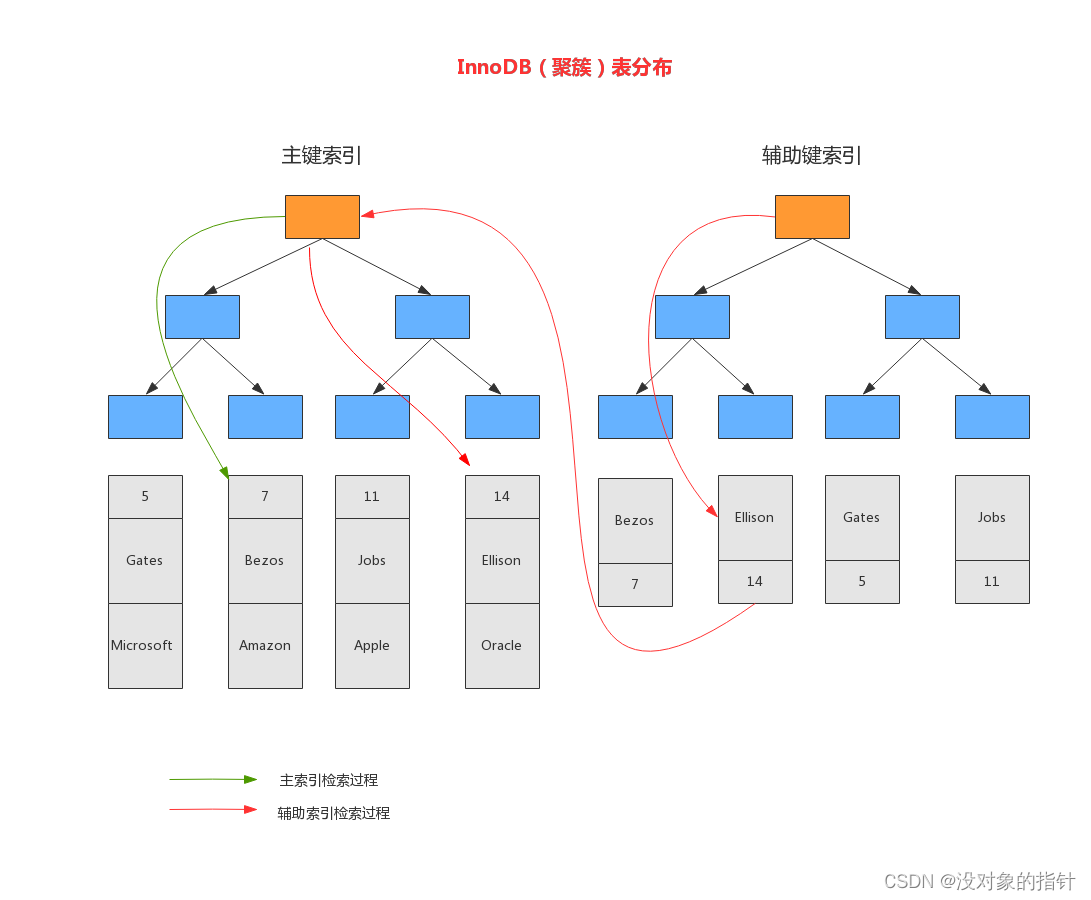 InnoDB（聚簇）表分布
主键索引
辅助键索引
5
7
11
14
Gates
Bezos
Jobs
Ellison
Microsoft
Amazon
Apple
Oracle
Bezos
Ellison
Gates
Jobs
7
14
5
11
主索引检索过程
辅助索引检索过程
CSDN @没对象的指针